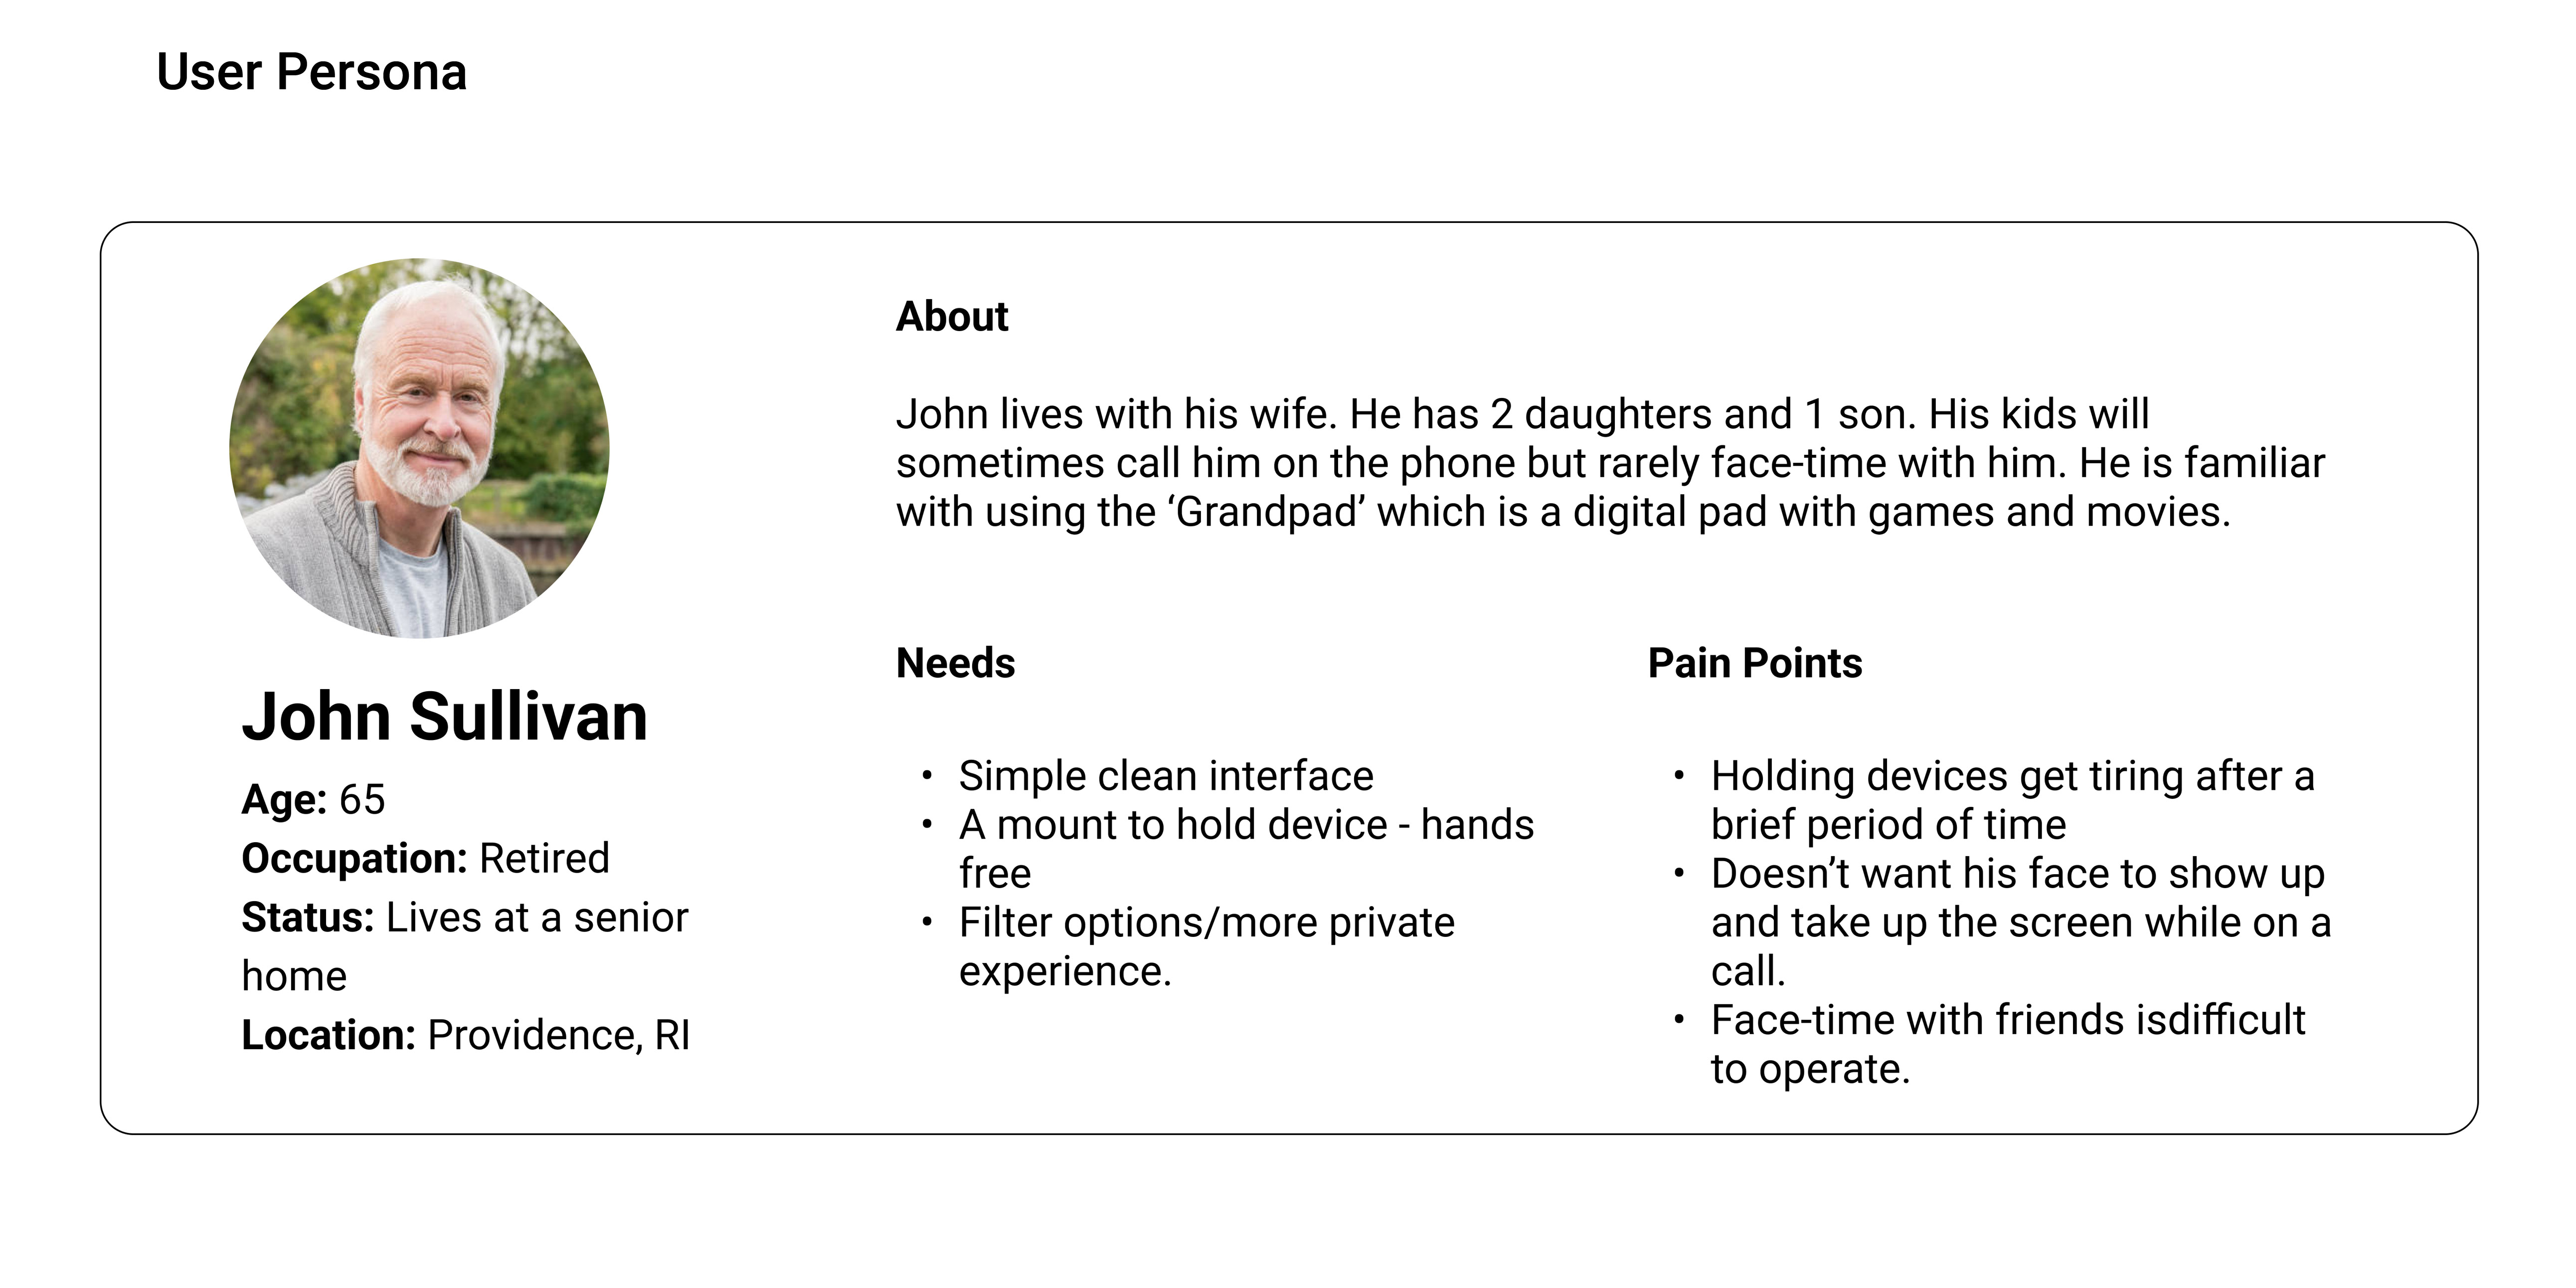 User Persona
John Sullivan
Age: 65
Occupation: Retired
Status: Lives at a senior
home
Location: Providence, RI
About
John lives with his wife. He has 2 daughters and 1 son. His kids will
sometimes call him on the phone but rarely face-time with him. He is familiar
with using the ‘Grandpad’ which is a digital pad with games and movies.
Needs
• Simple clean interface
• A mount to hold device - hands
free
• Filter options/more private
experience.
Pain Points
• Holding devices get tiring after a
brief period of time
• Doesn’t want his face to show up
and take up the screen while on a
call.
• Face-time with friends isdifficult
to operate.